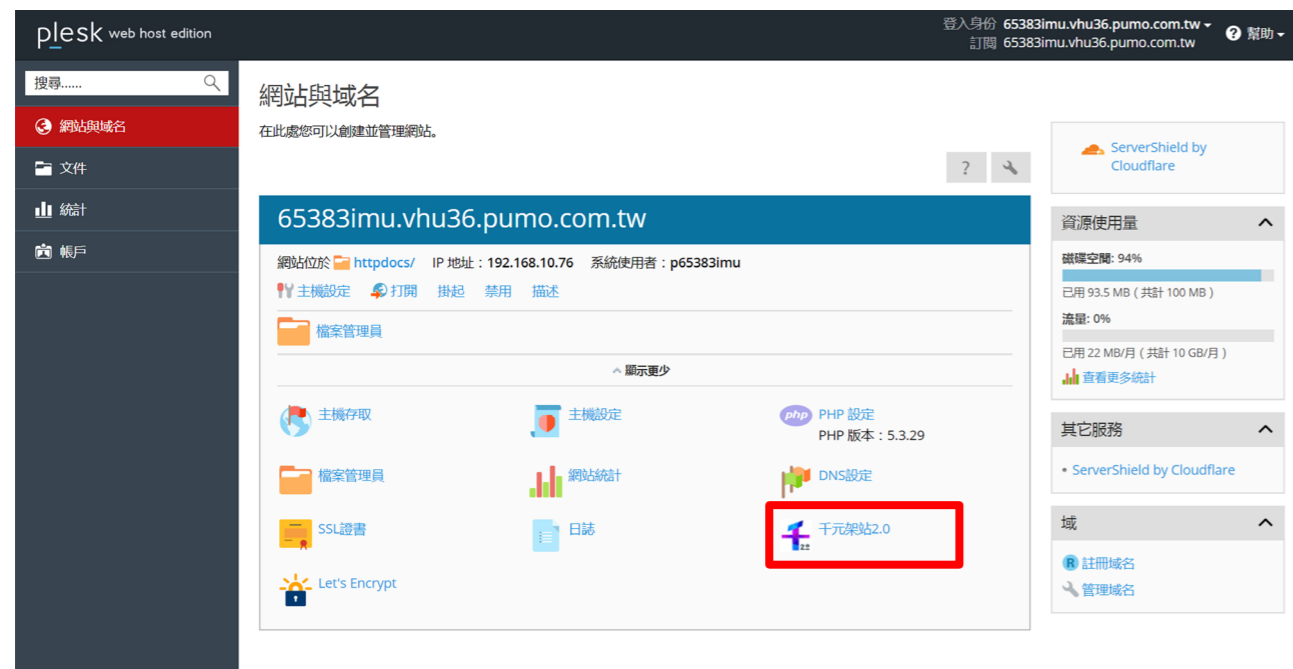 plesk web host edition
登入身份 65383imu.vhu36.pumo.com.tw
訂閱 65383imu.vhu36.pumo.com.tw
? 幫助
搜尋......
網站與域名
文件
統計
帳戶
網站與域名
在此處您可以創建並管理網站。
?
65383imu.vhu36.pumo.com.tw
網站位於 httpdocs/ IP 地址：192.168.10.76 系統使用者：p65383imu
主機設定 打開 掛起 禁用 描述
檔案管理員
顯示更少
主機存取
主機設定
php PHP 設定
PHP 版本：5.3.29
檔案管理員
網站統計
DNS設定
SSL證書
日誌
千元架站2.0
Let's Encrypt
ServerShield by
Cloudflare
資源使用量
磁碟空間: 94%
已用 93.5 MB ( 共計 100 MB )
流量: 0%
已用 22 MB/月 ( 共計 10 GB/月 )
查看更多統計
其它服務
• ServerShield by Cloudflare
域
R 註冊域名
管理域名